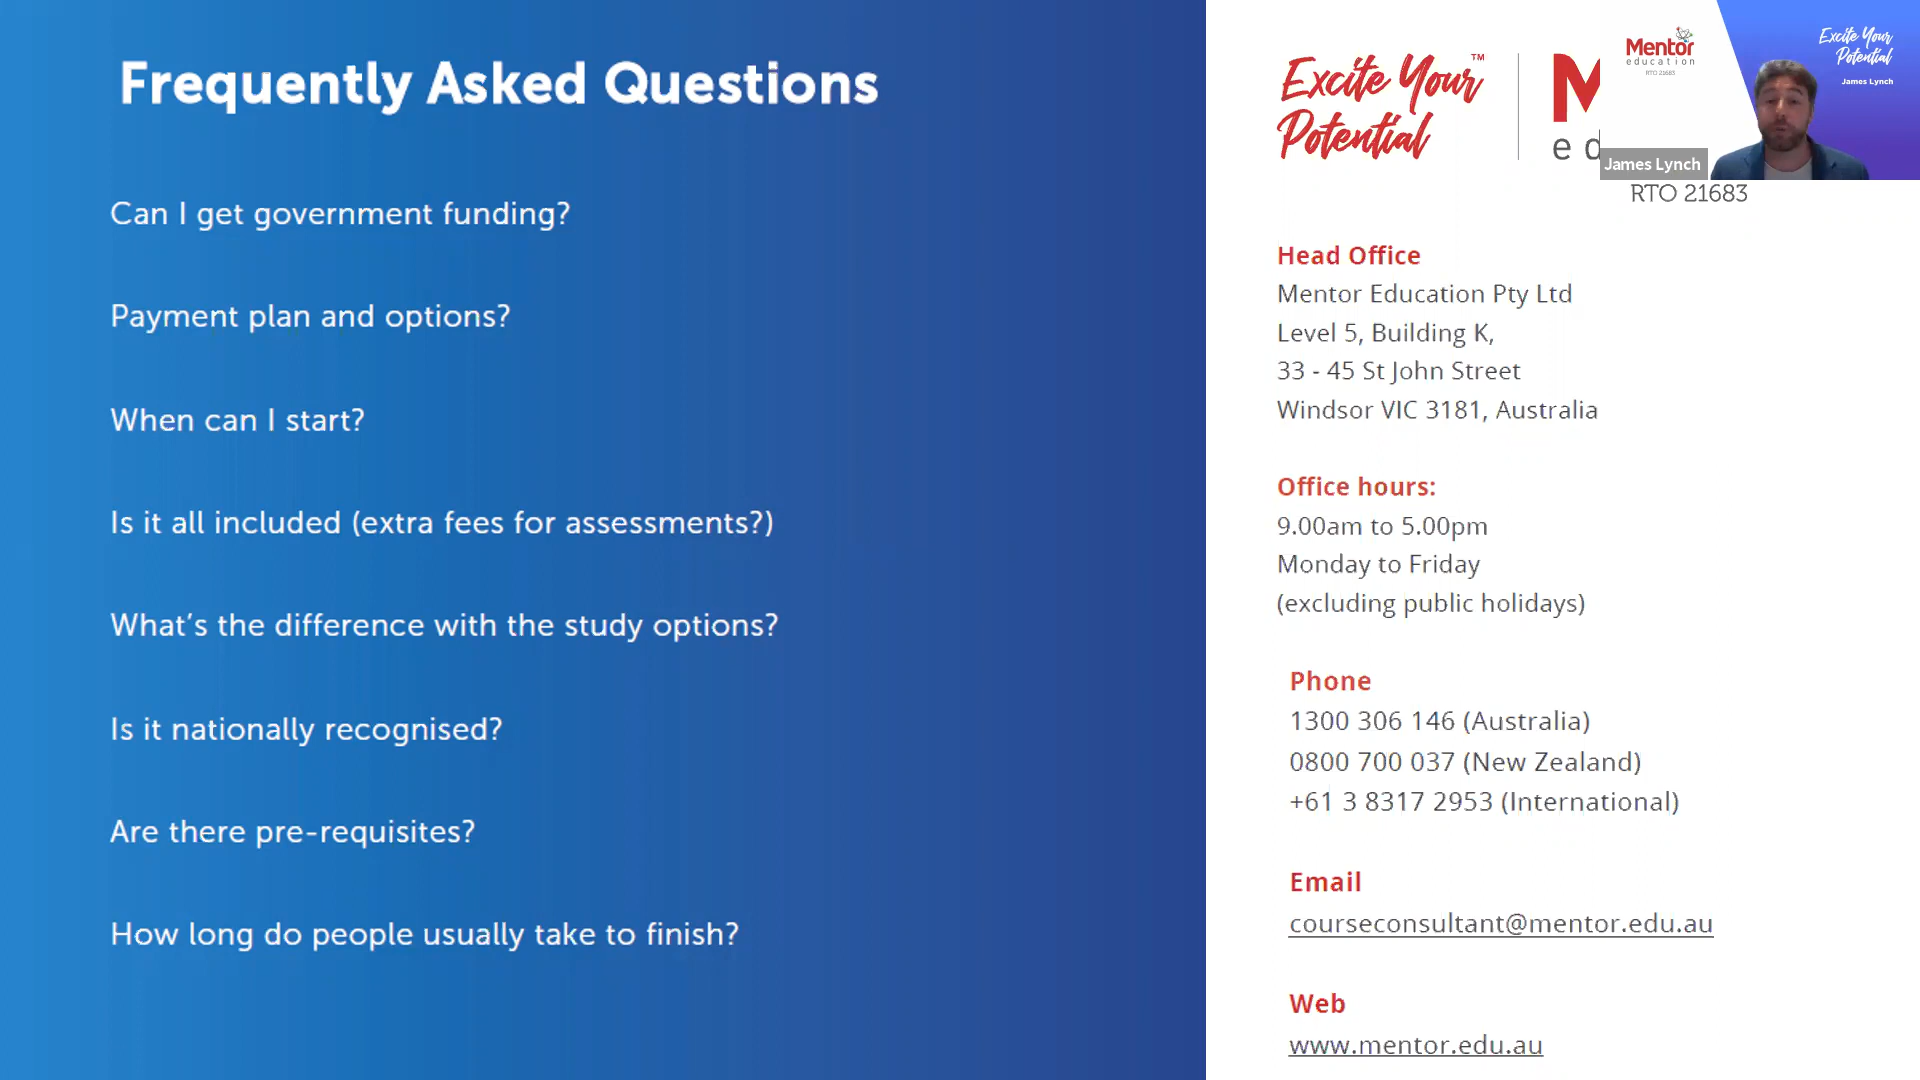 Frequently Asked Questions
Can I get government funding?
Payment plan and options?
When can I start?
Is it all included (extra fees for assessments?)
What's the difference with the study options?
Is it nationally recognised?
Are there pre-requisites?
How long do people usually take to finish?
Excite Your™
Potential
M
ed
RTO 21683
Mentor
education
RTO 21683
Excite Your
Potential
James Lynch
James Lynch
Head Office
Mentor Education Pty Ltd
Level 5, Building K,
33 - 45 St John Street
Windsor VIC 3181, Australia
Office hours:
9.00am to 5.00pm
Monday to Friday
(excluding public holidays)
Phone
1300 306 146 (Australia)
0800 700 037 (New Zealand)
+61 3 8317 2953 (International)
Email
courseconsultant@mentor.edu.au
Web
www.mentor.edu.au